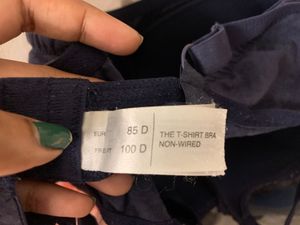 EUR 85 D
FR/E/IT 100 D
THE T-SHIRT BRA
NON-WIRED